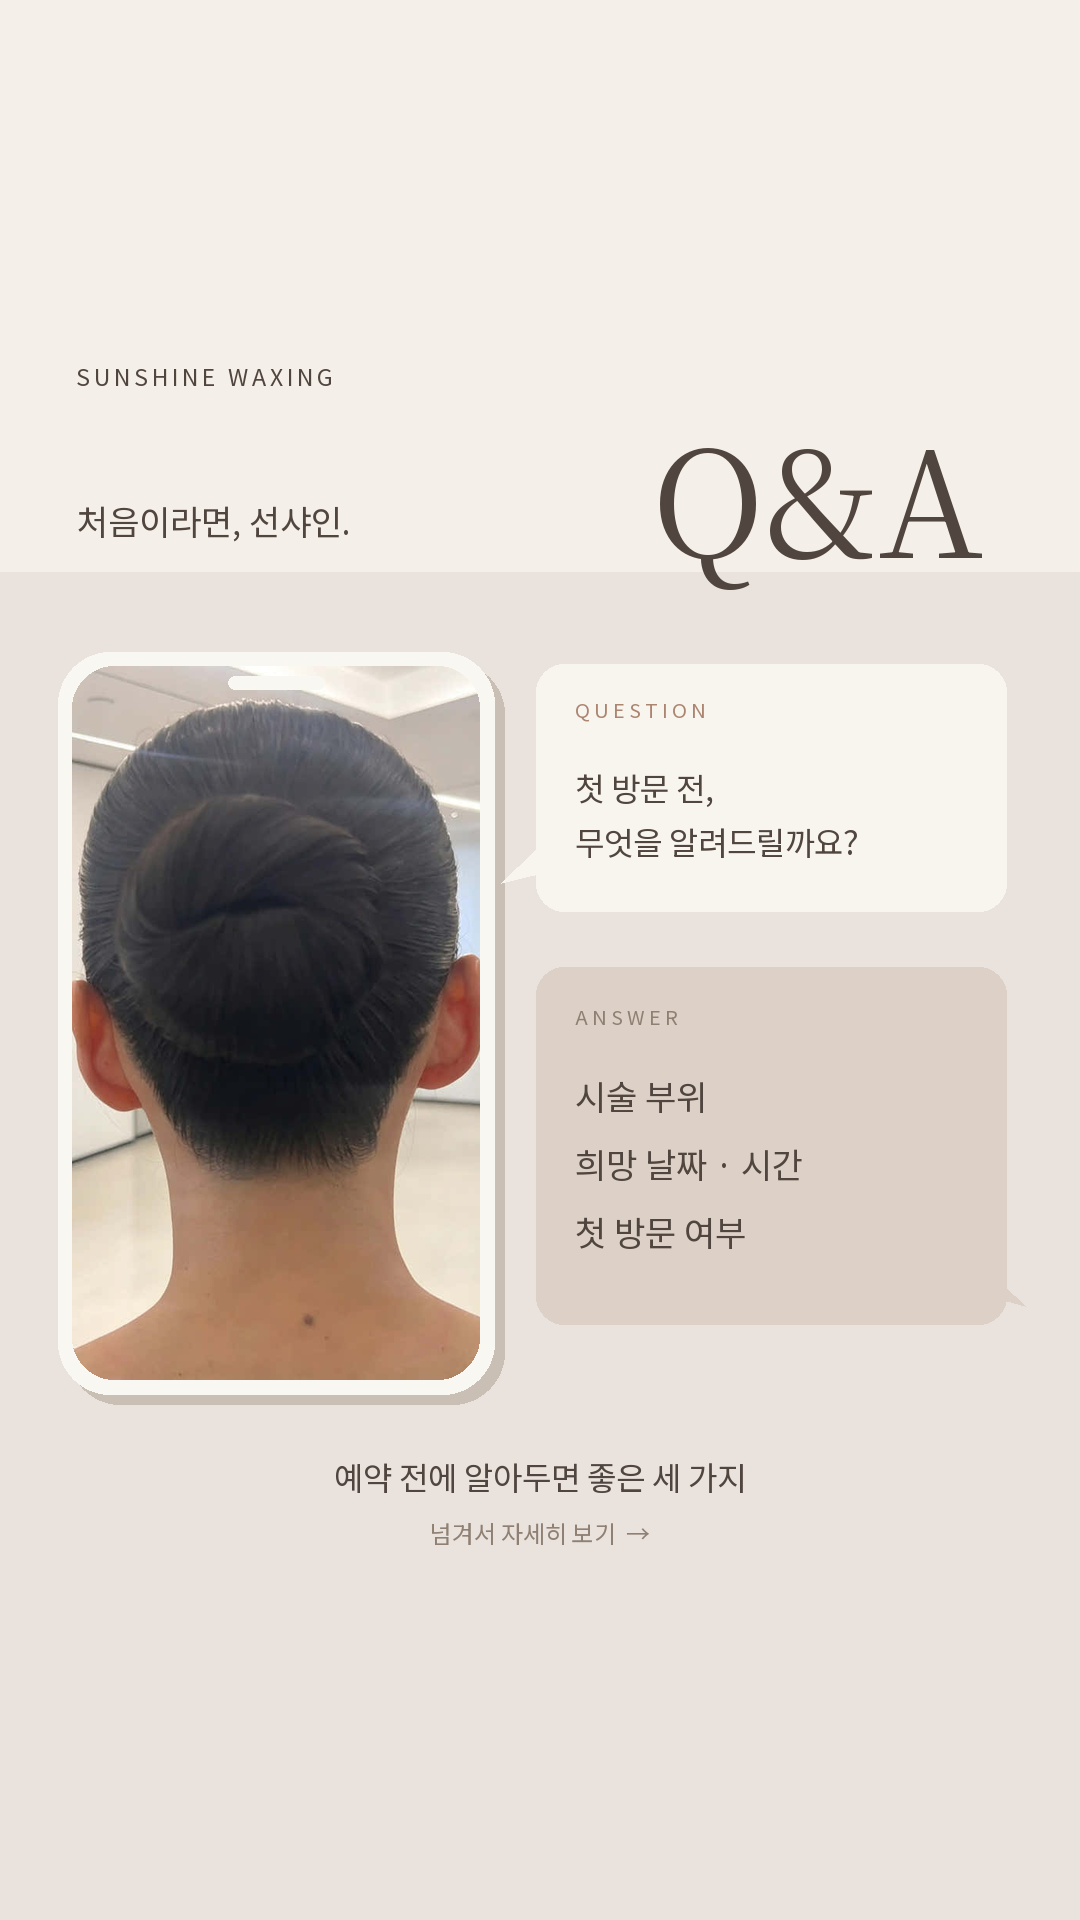 SUNSHINE WAXING
처음이라면, 선샤인.
Q&A
QUESTION
첫 방문 전,
무엇을 알려드릴까요?
ANSWER
시술 부위
희망 날짜 · 시간
첫 방문 여부
예약 전에 알아두면 좋은 세 가지
넘겨서 자세히 보기 →